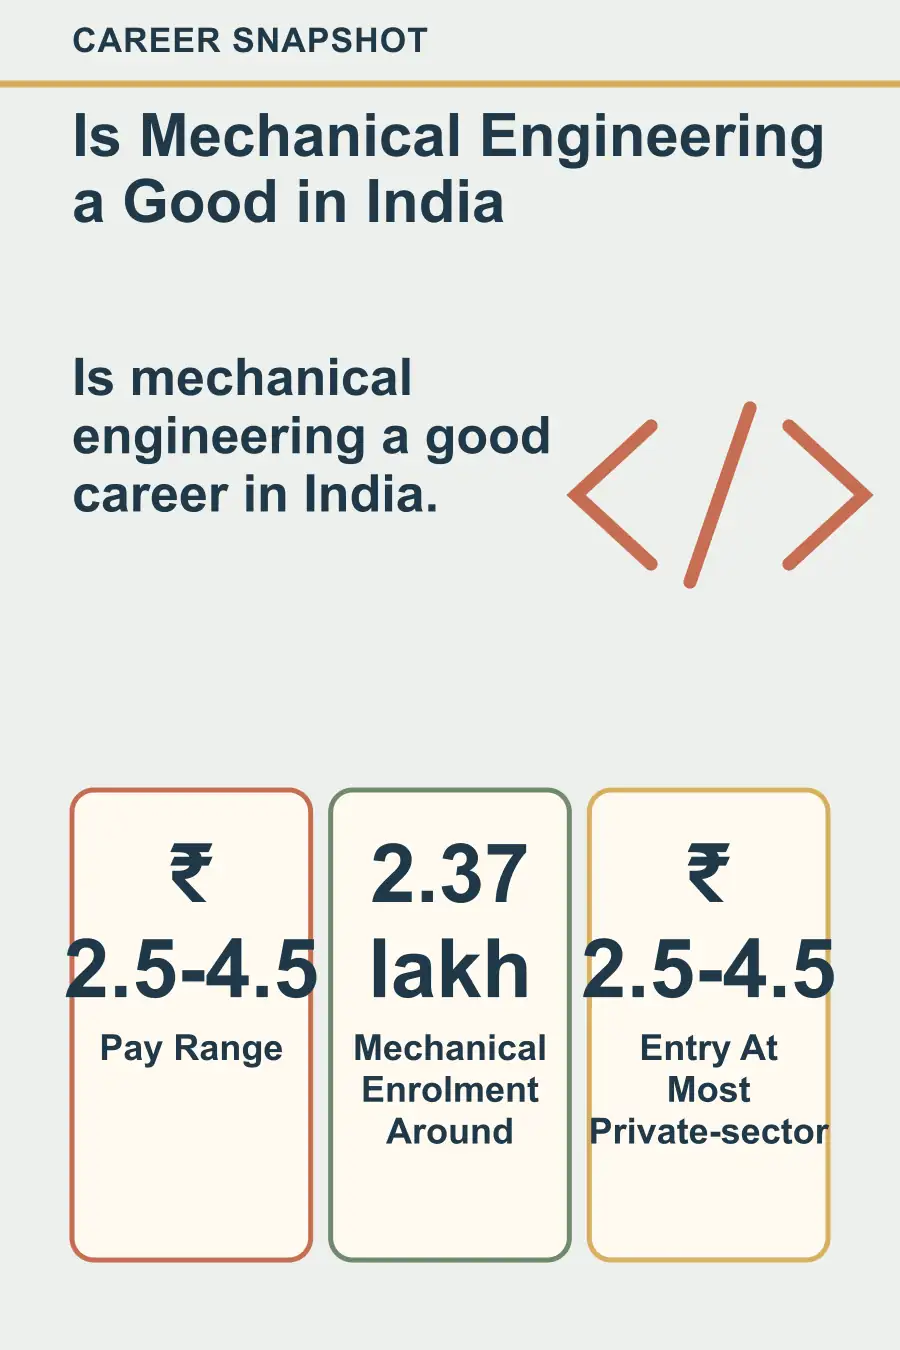 CAREER SNAPSHOT
Is Mechanical Engineering
a Good in India
Is mechanical
engineering a good
career in India.
₹
2.5-4.5
Pay Range
2.37
lakh
Mechanical
Enrolment
Around
₹
2.5-4.5
Entry At
Most
Private-sector